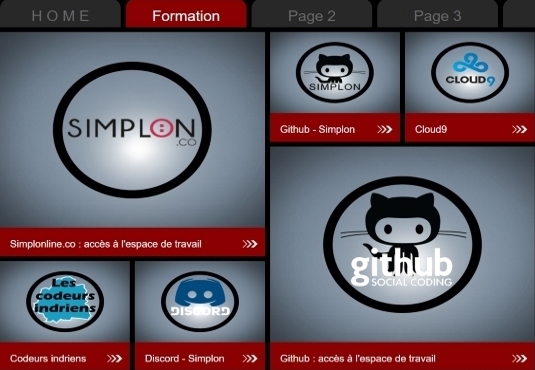 HOME
Formation
Page 2
Page 3
SIMPLON
.CO
Simplonline.co : accès à l'espace de travail
SIMPLON
Github - Simplon
CLOUD9
Cloud9
Les
codeurs
indriens
Codeurs indriens
DISCORD
Discord - Simplon
github
SOCIAL CODING
Github : accès à l'espace de travail